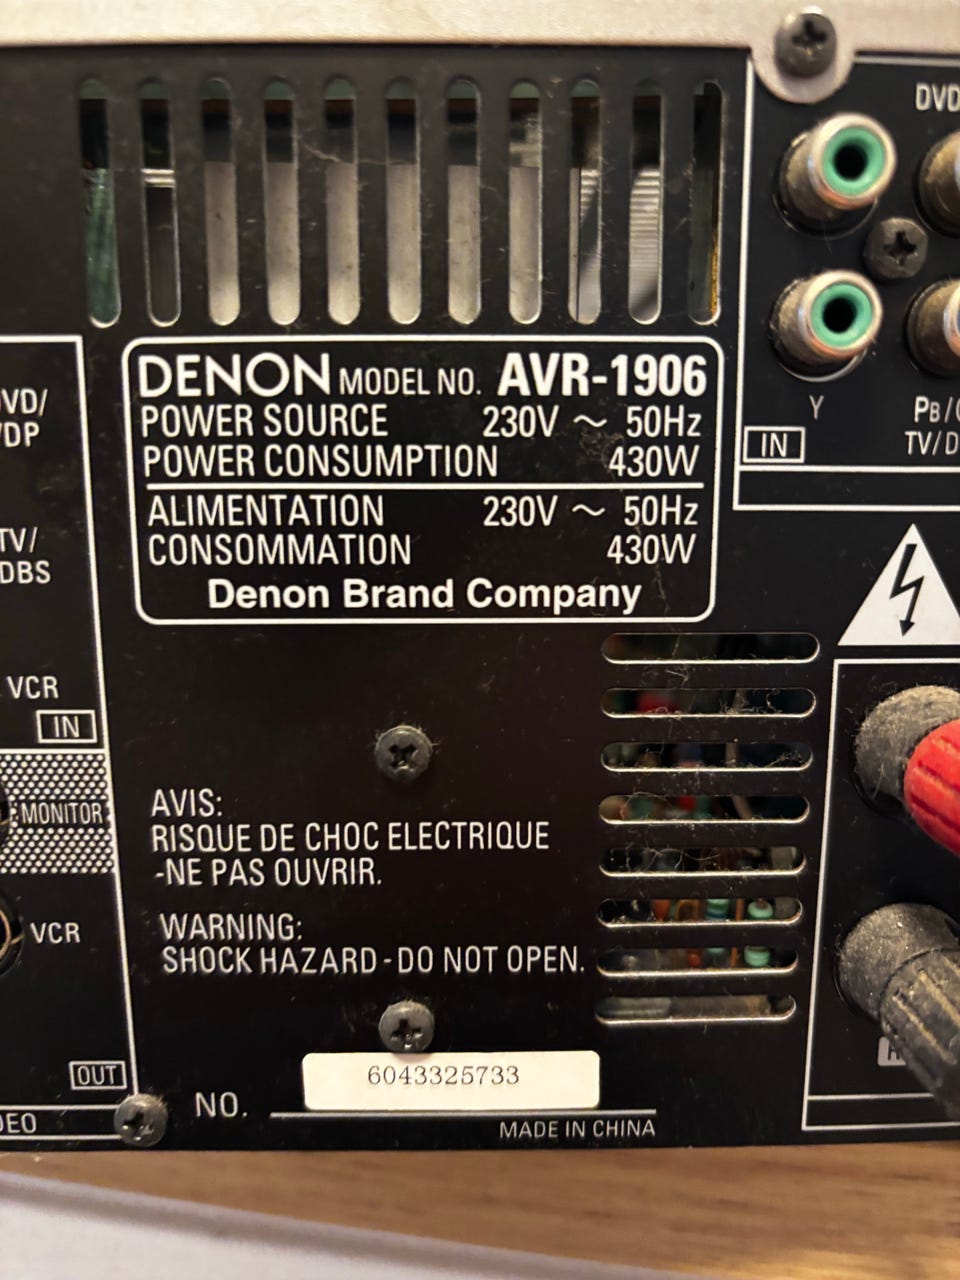 DENON MODEL NO. AVR-1906
POWER SOURCE 230V ～ 50Hz
POWER CONSUMPTION 430W
ALIMENTATION 230V ～ 50Hz
CONSOMMATION 430W
Denon Brand Company
AVIS:
RISQUE DE CHOC ELECTRIQUE
-NE PAS OUVRIR.
WARNING:
SHOCK HAZARD - DO NOT OPEN.
NO. 6043325733
MADE IN CHINA
TV/
DBS
VCR
IN
MONITOR
VCR
OUT
DVD
Y
IN